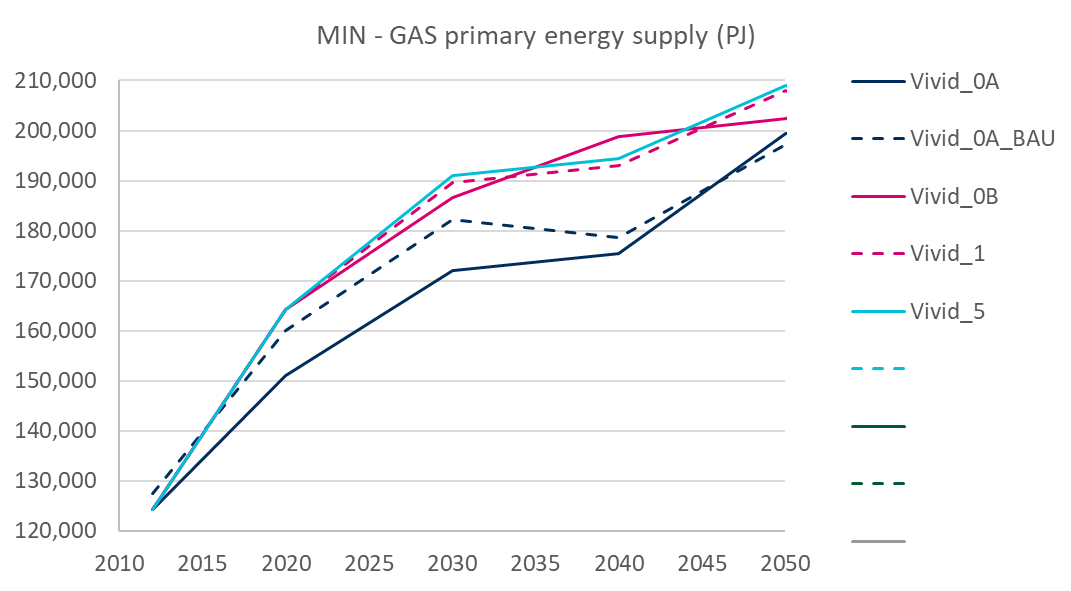 MIN - GAS primary energy supply (PJ)
210,000
200,000
190,000
180,000
170,000
160,000
150,000
140,000
130,000
120,000
2010 2015 2020 2025 2030 2035 2040 2045 2050
Vivid_0A
Vivid_0A_BAU
Vivid_0B
Vivid_1
Vivid_5